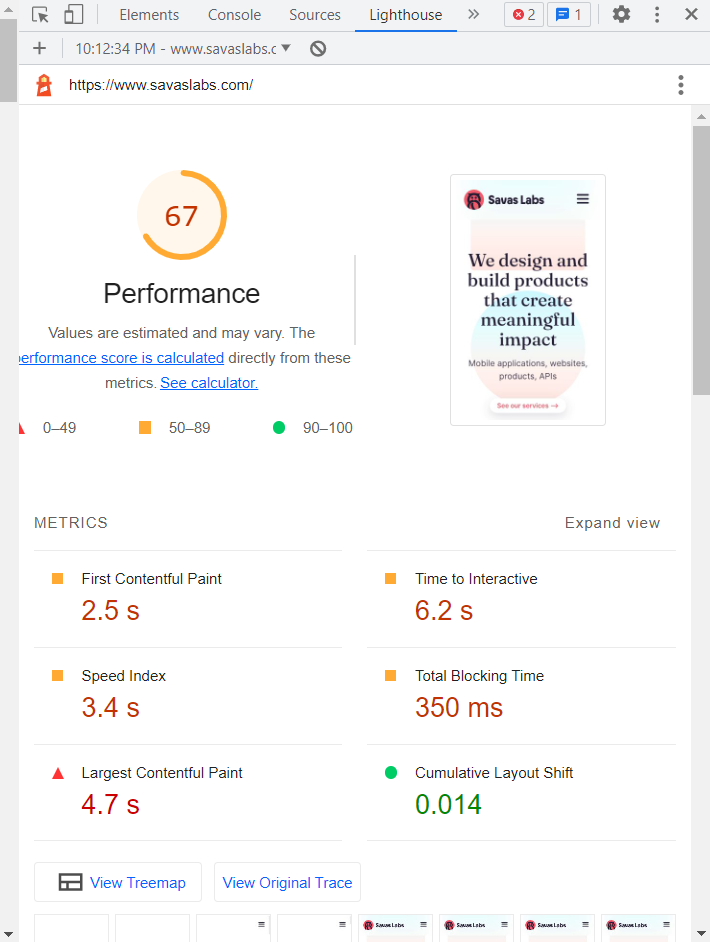 Elements Console Sources Lighthouse » 2 1
10:12:34 PM - www.savaslabs.c
https://www.savaslabs.com/
67
Performance
Values are estimated and may vary. The
performance score is calculated directly from these
metrics. See calculator.
0–49 50–89 90–100
Savas Labs
We design and
build products
that create
meaningful
impact
Mobile applications, websites,
products, APIs
See our services →
METRICS Expand view
First Contentful Paint
2.5 s
Time to Interactive
6.2 s
Speed Index
3.4 s
Total Blocking Time
350 ms
Largest Contentful Paint
4.7 s
Cumulative Layout Shift
0.014
View Treemap View Original Trace
Savas Labs Savas Labs Savas Labs Savas Labs